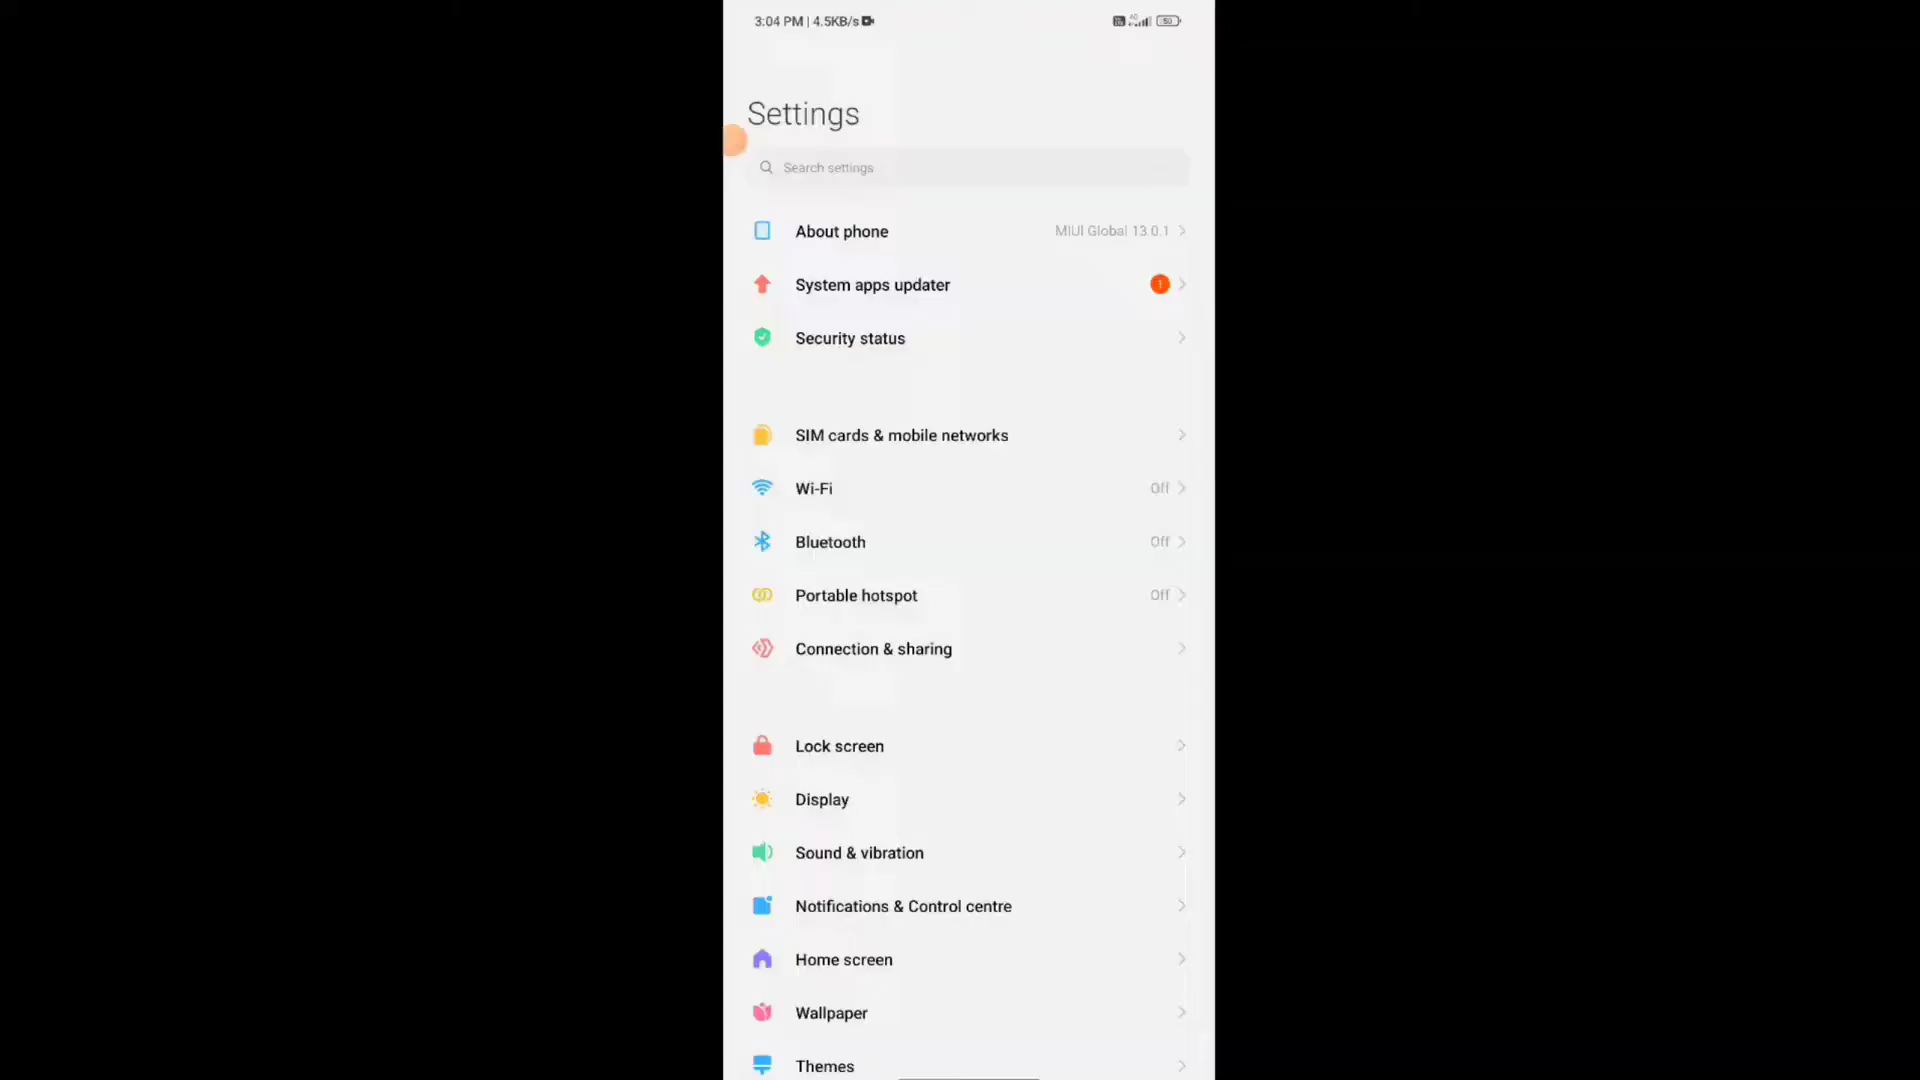 3:04 PM | 4.5KB/s
50
Settings
Search settings
About phone
MIUI Global 13.0.1
System apps updater
1
Security status
SIM cards & mobile networks
Wi-Fi
Off
Bluetooth
Off
Portable hotspot
Off
Connection & sharing
Lock screen
Display
Sound & vibration
Notifications & Control centre
Home screen
Wallpaper
Themes